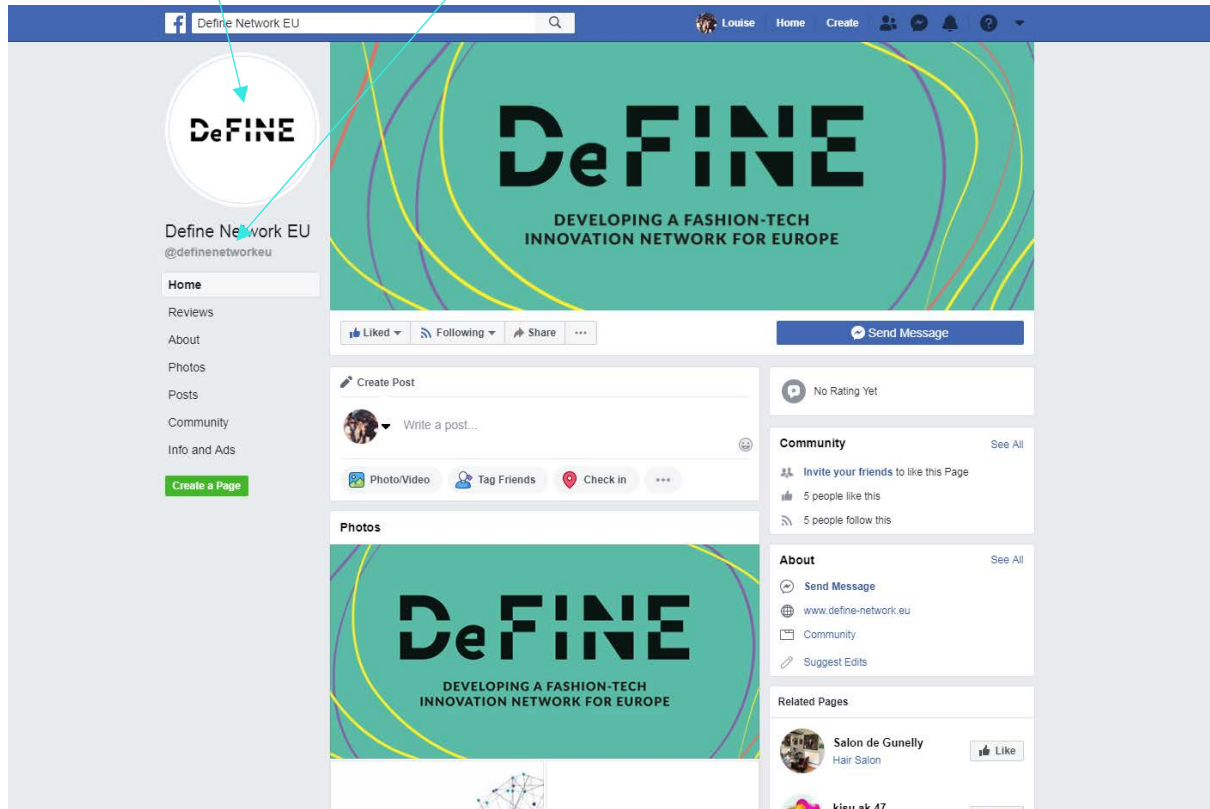 Define Network EU
Louise Home Create
DeFINE
Define Network EU
@definenetworkeu
Home
Reviews
About
Photos
Posts
Community
Info and Ads
Create a Page
DeFINE
DEVELOPING A FASHION-TECH
INNOVATION NETWORK FOR EUROPE
Liked Following Share
Send Message
Create Post
Write a post...
Photo/Video Tag Friends Check in
Photos
DeFINE
DEVELOPING A FASHION-TECH
INNOVATION NETWORK FOR EUROPE
No Rating Yet
Community See All
Invite your friends to like this Page
5 people like this
5 people follow this
About See All
Send Message
www.define-network.eu
Community
Suggest Edits
Related Pages
Salon de Gunelly
Hair Salon
Like